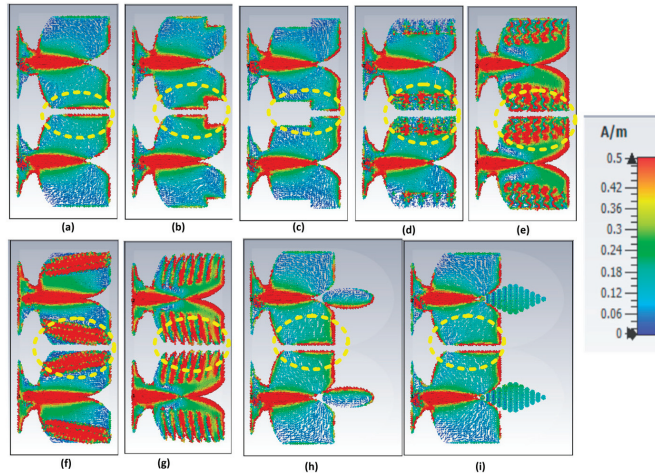 (a)
(b)
(c)
(d)
(e)
A/m
0.5
0.42
0.36
0.3
0.24
0.18
0.12
0.06
0
(f)
(g)
(h)
(i)